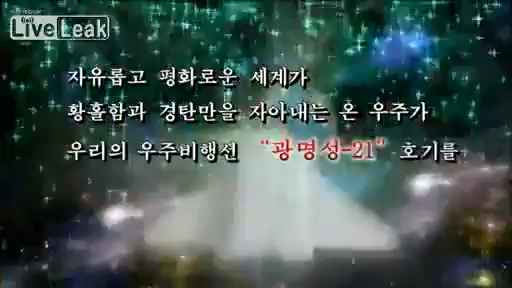 LiveLeak
자유롭고 평화로운 세계가
황홀함과 경탄만을 자아내는 온 우주가
우리의 우주비행선 "광명성-21" 호기를